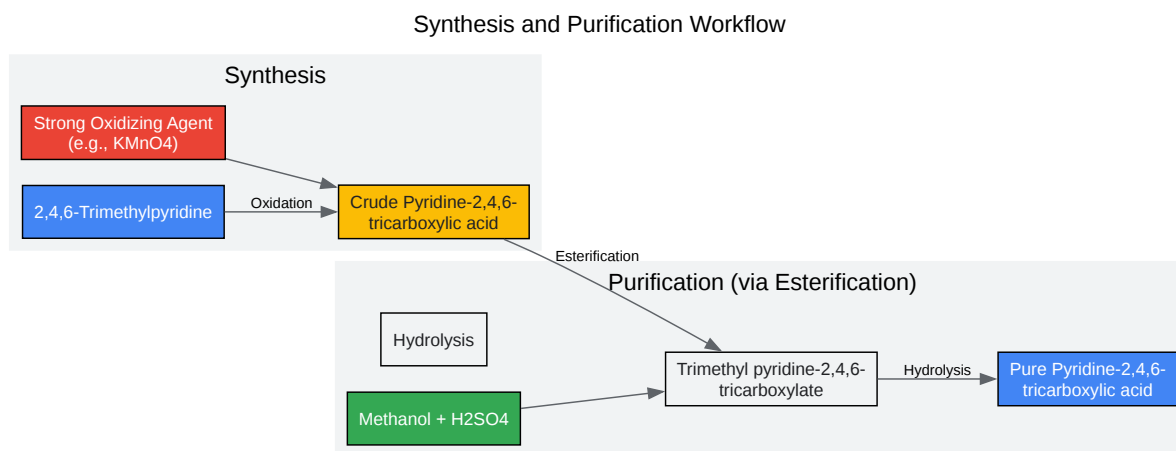 Synthesis and Purification Workflow
Synthesis
Strong Oxidizing Agent
(e.g., KMnO4)
2,4,6-Trimethylpyridine
Oxidation
Crude Pyridine-2,4,6-
tricarboxylic acid
Esterification
Purification (via Esterification)
Hydrolysis
Methanol + H2SO4
Trimethyl pyridine-2,4,6-
tricarboxylate
Hydrolysis
Pure Pyridine-2,4,6-
tricarboxylic acid